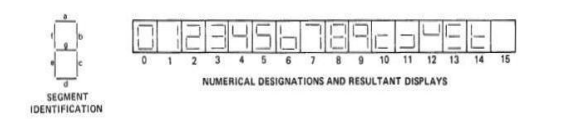 a
f b
g
e c
d
0 1 2 3 4 5 6 7 8 9 10 11 12 13 14 15
SEGMENT
IDENTIFICATION
NUMERICAL DESIGNATIONS AND RESULTANT DISPLAYS